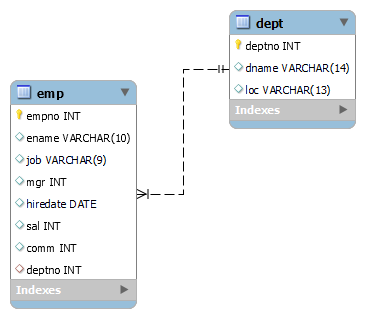 dept
deptno INT
dname VARCHAR(14)
loc VARCHAR(13)
Indexes
emp
empno INT
ename VARCHAR(10)
job VARCHAR(9)
mgr INT
hiredate DATE
sal INT
comm INT
deptno INT
Indexes